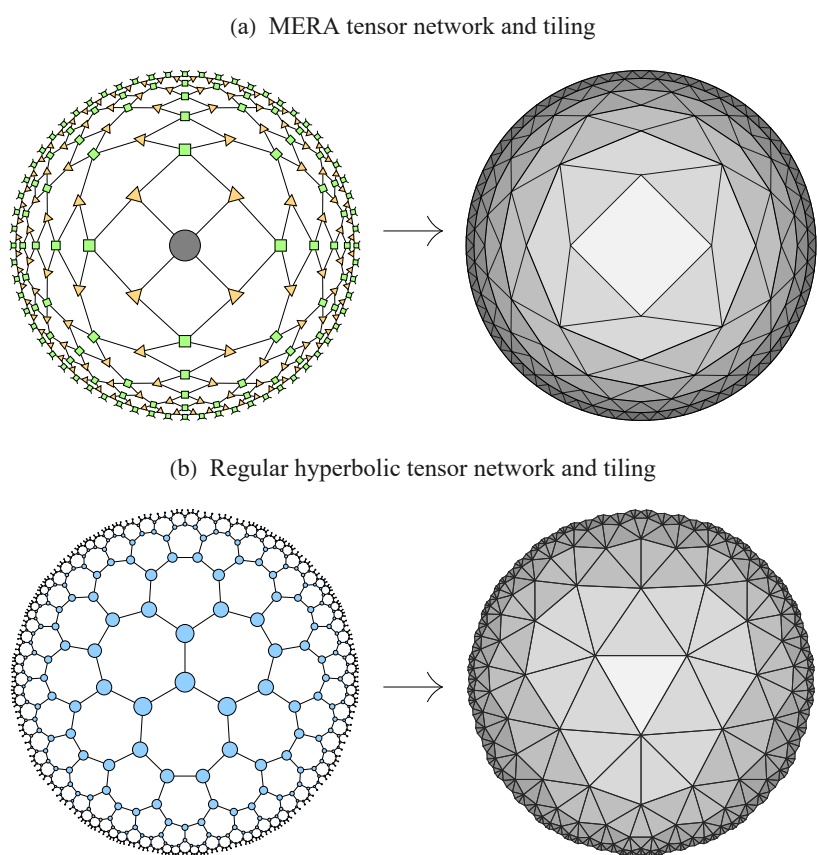 (a) MERA tensor network and tiling
(b) Regular hyperbolic tensor network and tiling